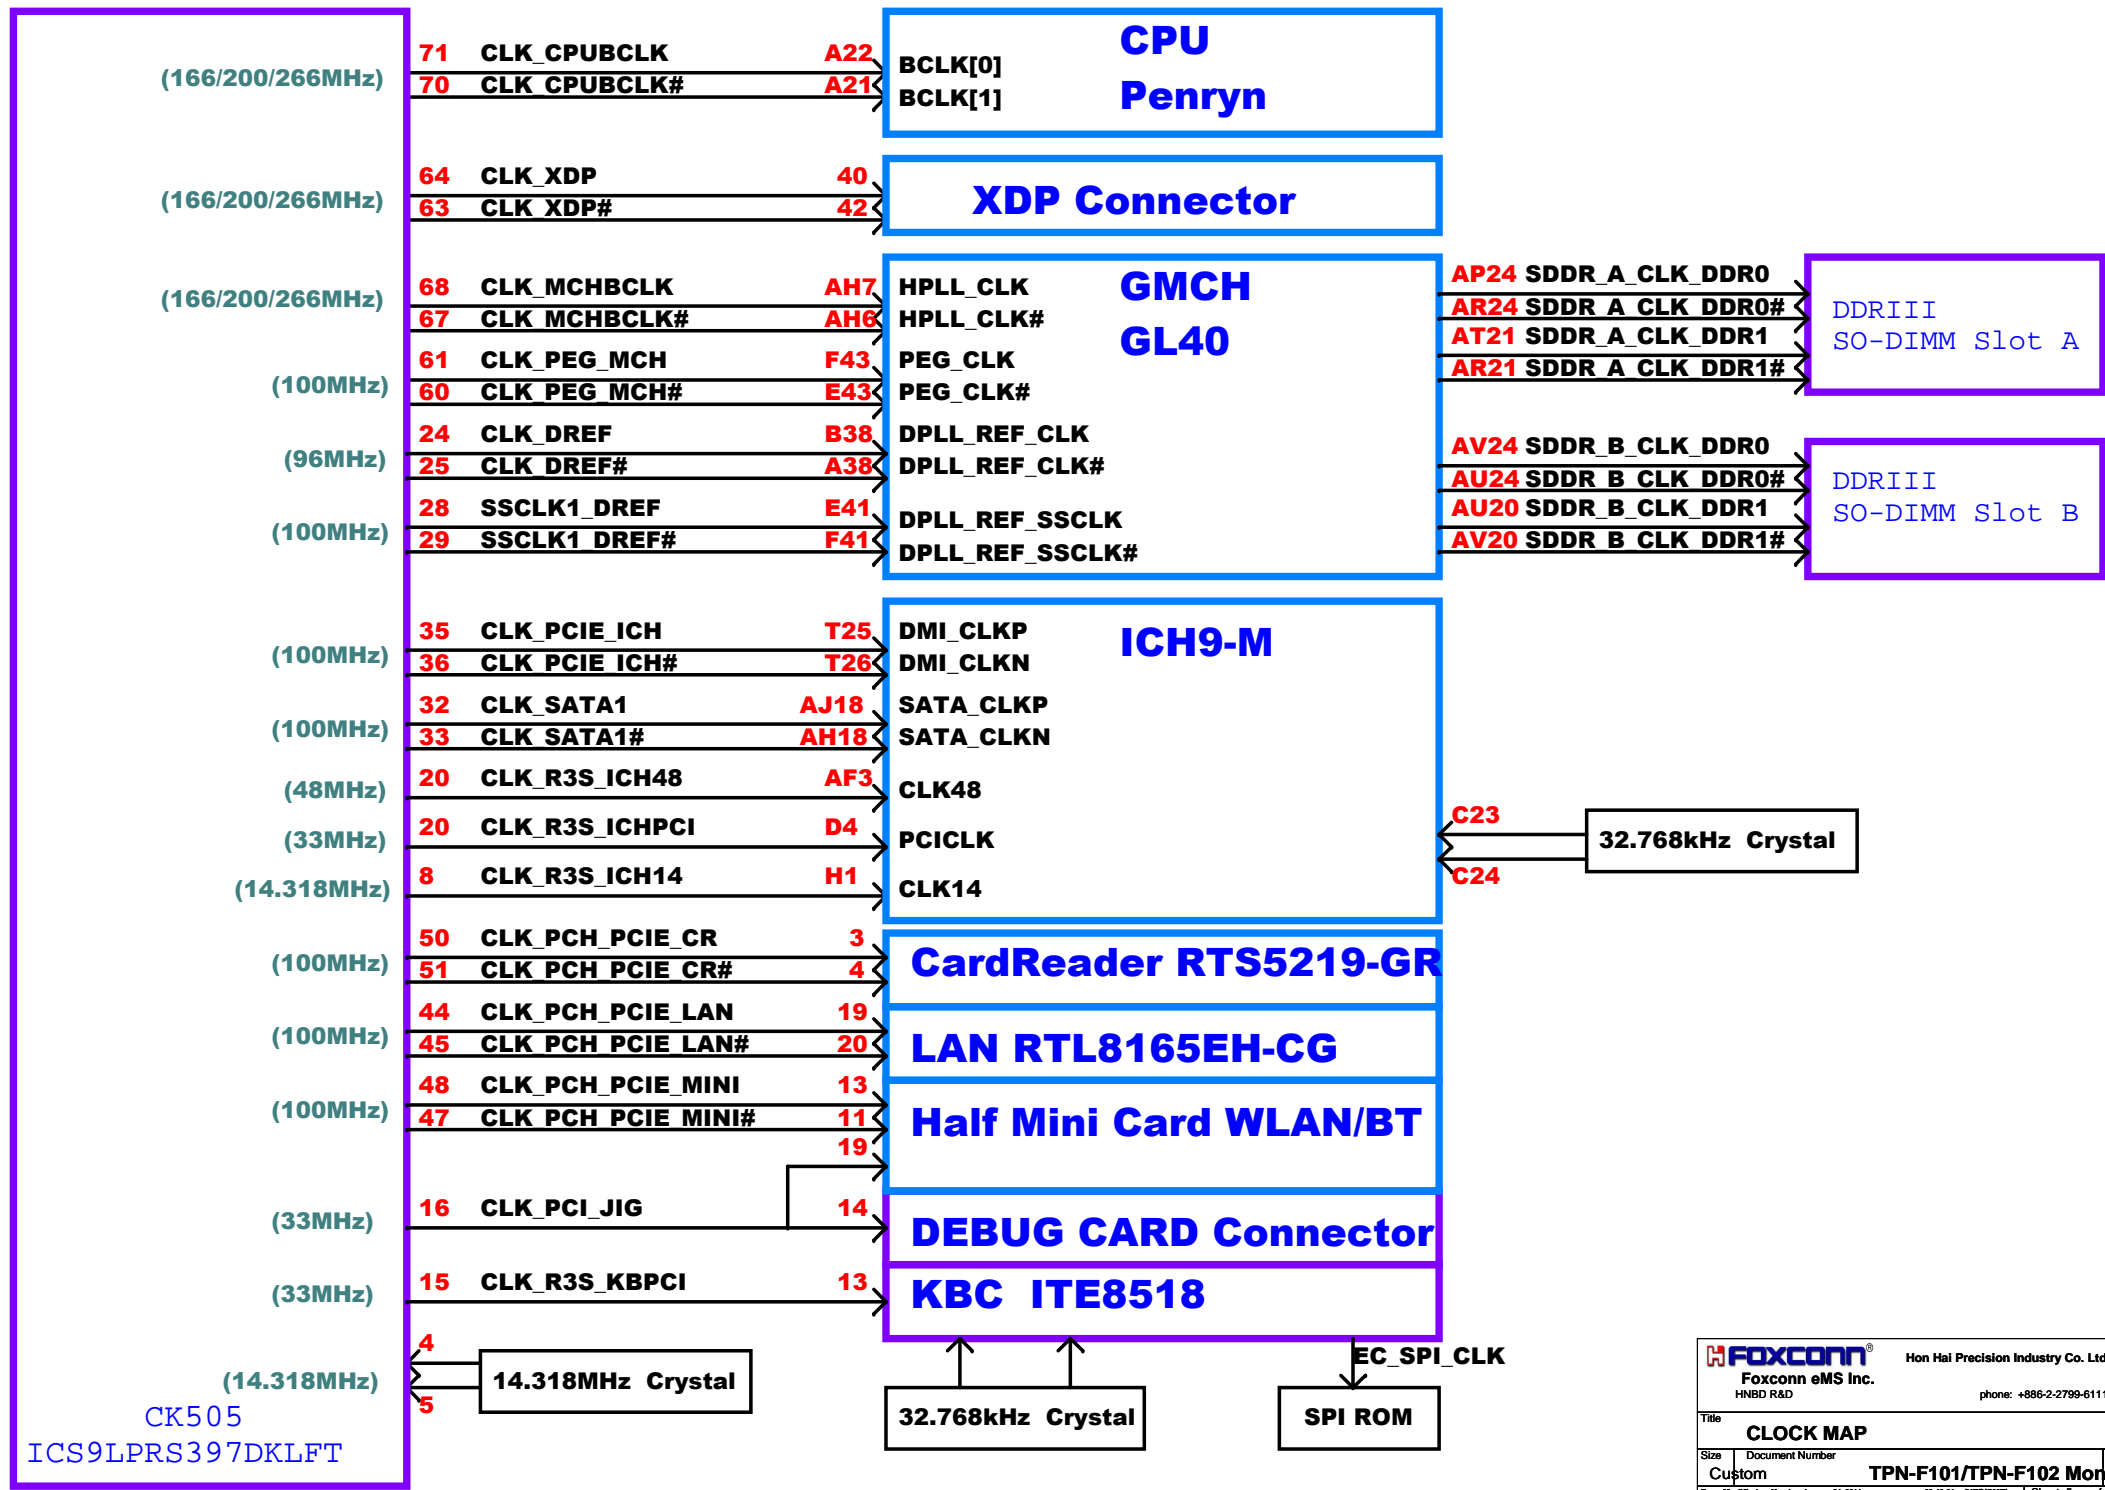 71 CLK_CPUBCLK A22
(166/200/266MHz)
70 CLK_CPUBCLK# A21
BCLK[0]
BCLK[1]
CPU
Penryn
64 CLK_XDP 40
(166/200/266MHz)
63 CLK_XDP# 42
XDP Connector
68 CLK_MCHBCLK AH7 HPLL_CLK
(166/200/266MHz)
67 CLK_MCHBCLK# AH6 HPLL_CLK#
GMCH
GL40
61 CLK_PEG_MCH F43 PEG_CLK
(100MHz)
60 CLK_PEG_MCH# E43 PEG_CLK#
24 CLK_DREF B38 DPLL_REF_CLK
(96MHz)
25 CLK_DREF# A38 DPLL_REF_CLK#
28 SSCLK1_DREF E41 DPLL_REF_SSCLK
(100MHz)
29 SSCLK1_DREF# F41 DPLL_REF_SSCLK#
AP24 SDDR_A_CLK_DDR0
AR24 SDDR_A_CLK_DDR0#
AT21 SDDR_A_CLK_DDR1
AR21 SDDR_A_CLK_DDR1#
DDRIII
SO-DIMM Slot A
AV24 SDDR_B_CLK_DDR0
AU24 SDDR_B_CLK_DDR0#
AU20 SDDR_B_CLK_DDR1
AV20 SDDR_B_CLK_DDR1#
DDRIII
SO-DIMM Slot B
35 CLK_PCIE_ICH T25 DMI_CLKP
(100MHz)
36 CLK_PCIE_ICH# T26 DMI_CLKN
ICH9-M
32 CLK_SATA1 AJ18 SATA_CLKP
(100MHz)
33 CLK_SATA1# AH18 SATA_CLKN
(48MHz) 20 CLK_R3S_ICH48 AF3 CLK48
(33MHz) 20 CLK_R3S_ICHPCI D4 PCICLK
(14.318MHz) 8 CLK_R3S_ICH14 H1 CLK14
C23
32.768kHz Crystal
C24
50 CLK_PCH_PCIE_CR 3
(100MHz)
51 CLK_PCH_PCIE_CR# 4
CardReader RTS5219-GR
44 CLK_PCH_PCIE_LAN 19
(100MHz)
45 CLK_PCH_PCIE_LAN# 20
LAN RTL8165EH-CG
48 CLK_PCH_PCIE_MINI 13
(100MHz)
47 CLK_PCH_PCIE_MINI# 11
19
Half Mini Card WLAN/BT
(33MHz) 16 CLK_PCI_JIG 14
DEBUG CARD Connector
(33MHz) 15 CLK_R3S_KBPCI 13
KBC ITE8518
4
(14.318MHz)
14.318MHz Crystal
5
CK505
ICS9LPRS397DKLFT
32.768kHz Crystal
EC_SPI_CLK
SPI ROM
FOXCONN®
Hon Hai Precision Industry Co. Ltd
Foxconn eMS Inc.
HNBD R&D
phone: +886-2-2799-6111
Title
CLOCK MAP
Size Document Number
Custom
TPN-F101/TPN-F102 Mon